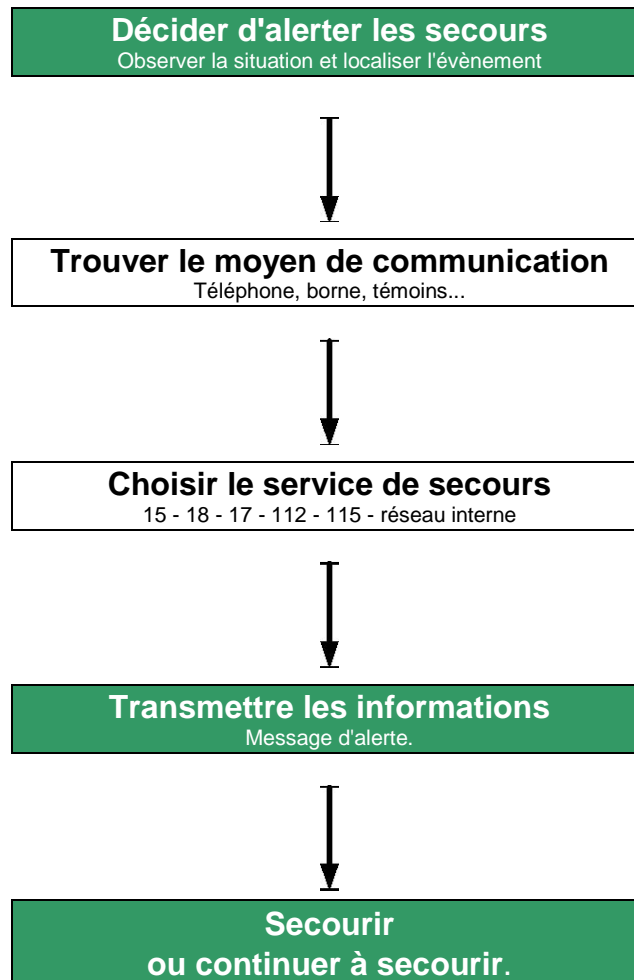 Décider d'alerter les secours
Observer la situation et localiser l'évènement
Trouver le moyen de communication
Téléphone, borne, témoins...
Choisir le service de secours
15 - 18 - 17 - 112 - 115 - réseau interne
Transmettre les informations
Message d'alerte.
Secourir
ou continuer à secourir.